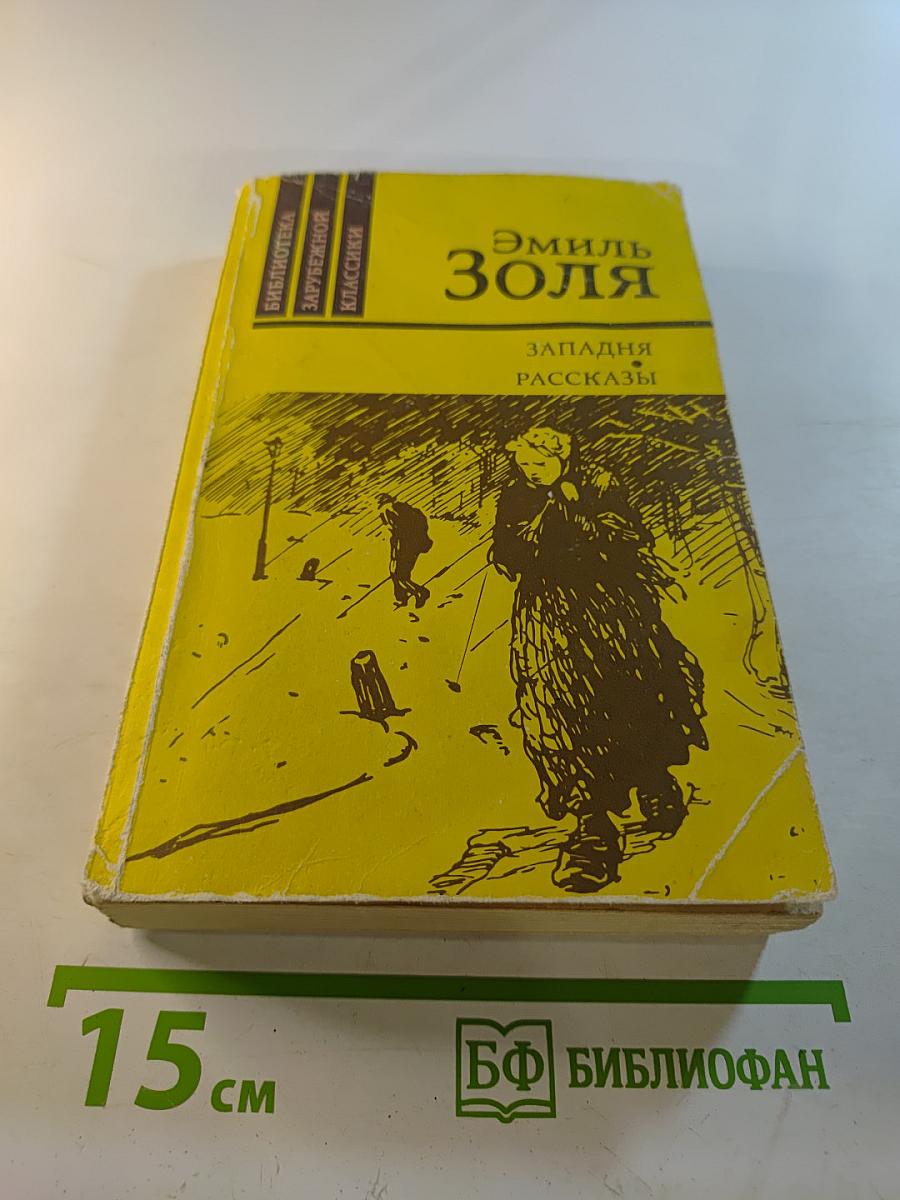 БИБЛИОТЕКА
ЗАРУБЕЖНОЙ
КЛАССИКИ
ЭМИЛЬ
ЗОЛЯ
ЗАПАДНЯ
•
РАССКАЗЫ
15 см
БФ БИБЛИОФАН